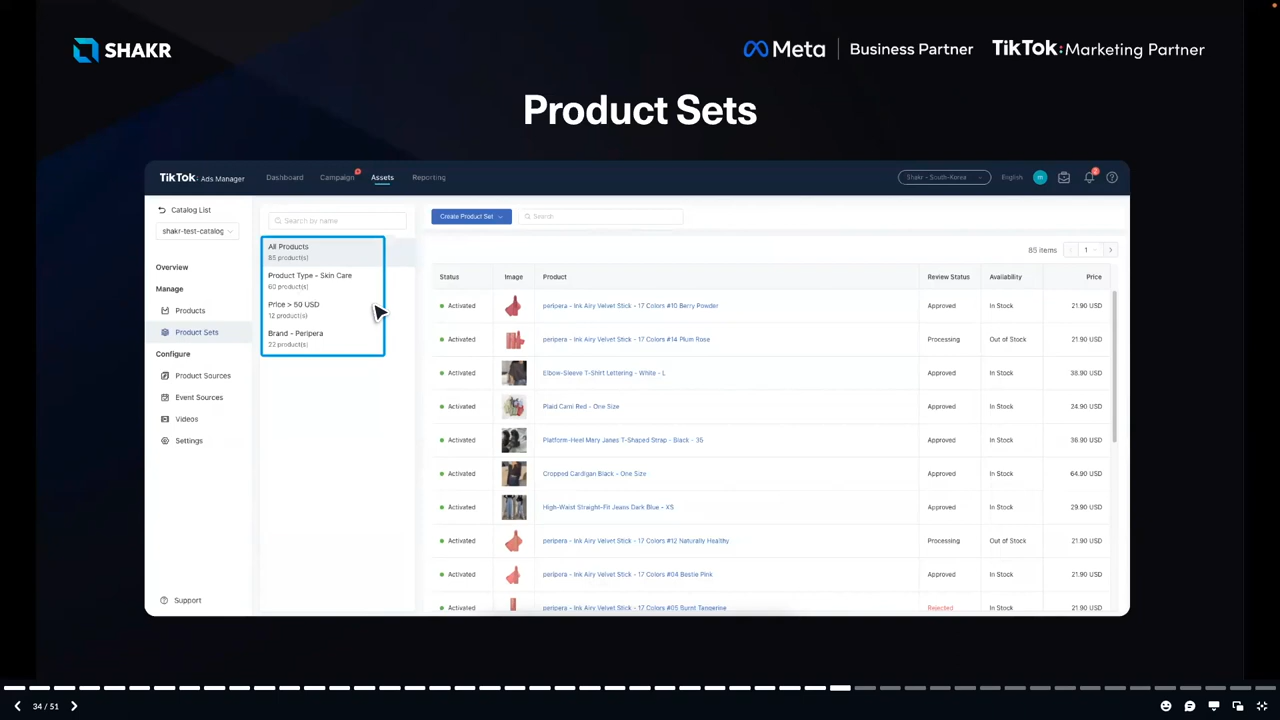 SHAKR
Meta | Business Partner
TikTok: Marketing Partner
Product Sets
TikTok: Ads Manager
Dashboard
Campaign
Assets
Reporting
Shakr - South-Korea
English
m
2
Catalog List
shakr-test-catalog
Overview
Manage
Products
Product Sets
Configure
Product Sources
Event Sources
Videos
Settings
Support
Search by name
All Products
85 product(s)
Product Type - Skin Care
60 product(s)
Price > 50 USD
12 product(s)
Brand - Peripera
22 product(s)
Create Product Set
Search
85 items
1
Status Image Product Review Status Availability Price
Activated peripera - Ink Airy Velvet Stick - 17 Colors #10 Berry Powder Approved In Stock 21.90 USD
Activated peripera - Ink Airy Velvet Stick - 17 Colors #14 Plum Rose Processing Out of Stock 21.90 USD
Activated Elbow-Sleeve T-Shirt Lettering - White - L Approved In Stock 38.90 USD
Activated Plaid Cami Red - One Size Approved In Stock 24.90 USD
Activated Platform-Heel Mary Janes T-Shaped Strap - Black - 35 Approved In Stock 36.90 USD
Activated Cropped Cardigan Black - One Size Approved In Stock 64.90 USD
Activated High-Waist Straight-Fit Jeans Dark Blue - XS Approved In Stock 29.90 USD
Activated peripera - Ink Airy Velvet Stick - 17 Colors #12 Naturally Healthy Processing Out of Stock 21.90 USD
Activated peripera - Ink Airy Velvet Stick - 17 Colors #04 Bestie Pink Approved In Stock 21.90 USD
Activated peripera - Ink Airy Velvet Stick - 17 Colors #05 Burnt Tangerine Rejected In Stock 21.90 USD
34 / 51